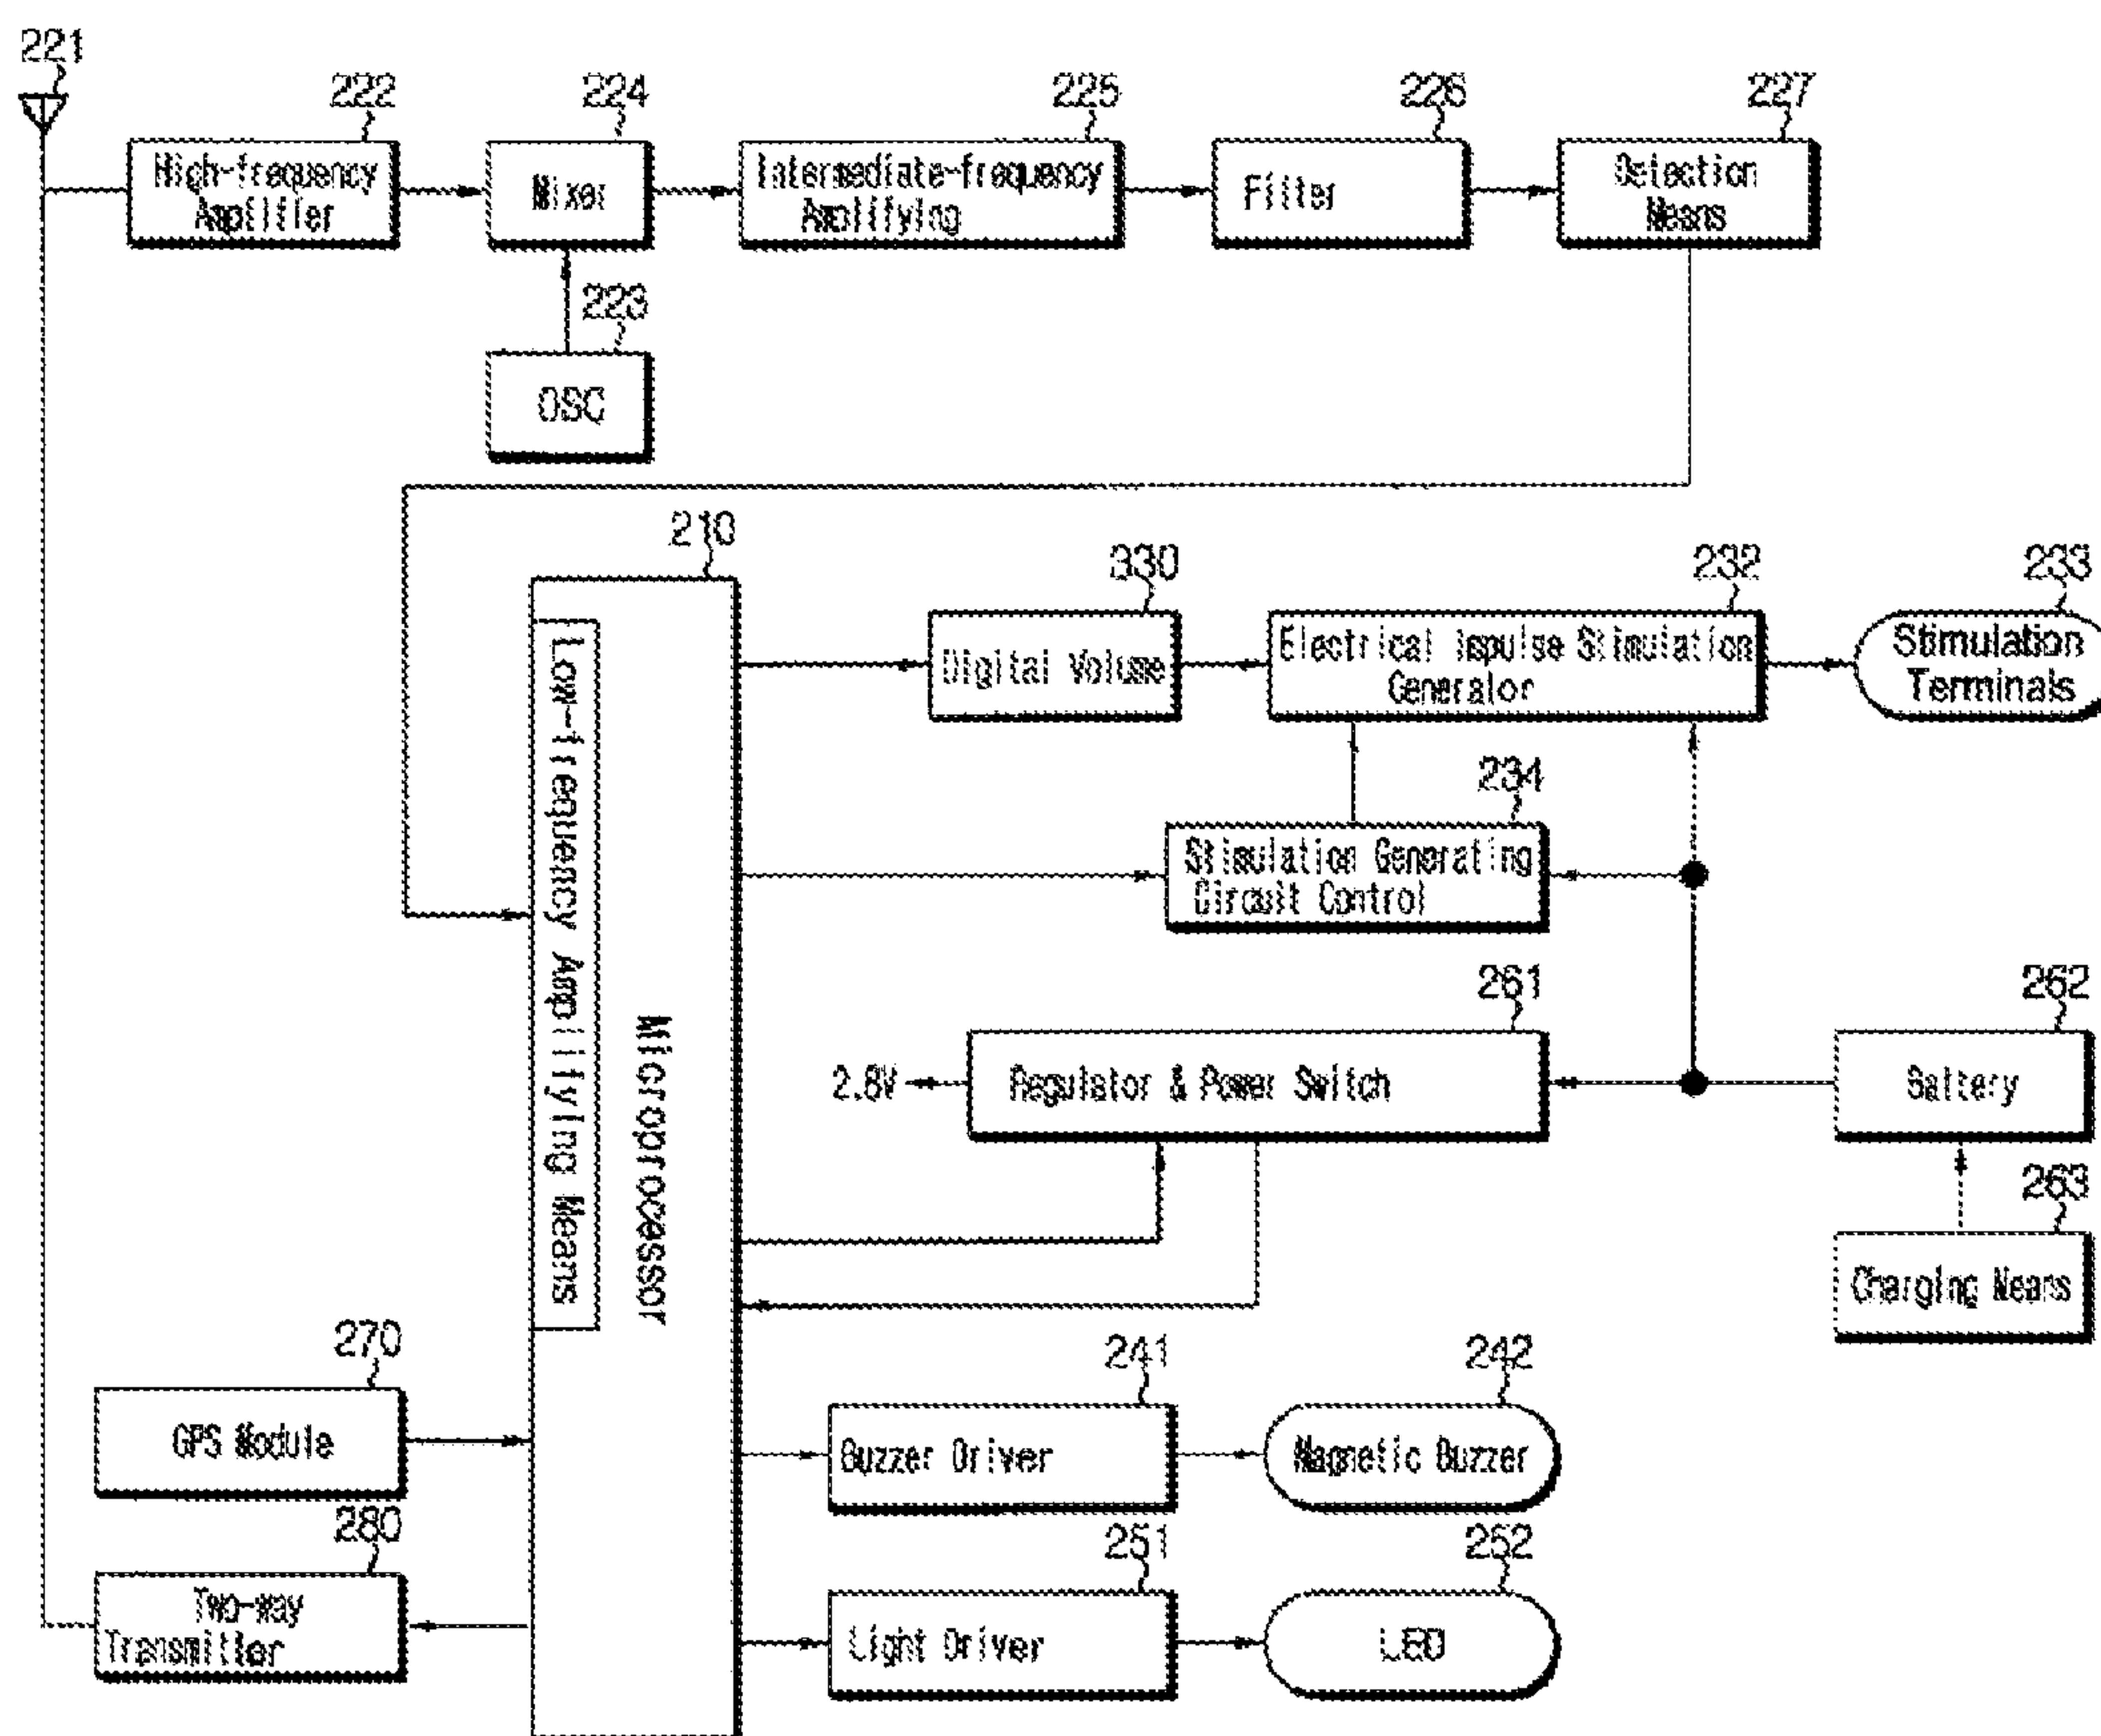 221
222
224
225
226
227
High-frequency
Amplifier
Mixer
Intermediate-frequency
Amplifying
Filter
Detection
Means
223
OSC
210
330
232
233
Low-frequency Amplifying Means
Microprocessor
Digital Volume
Electrical Impulse Stimulation
Generator
Stimulation
Terminals
234
Stimulation Generating
Circuit Control
261
262
2.8V
Regulator & Power Switch
Battery
263
Charging Means
270
GPS Module
241
242
Buzzer Driver
Magnetic Buzzer
280
Two-way
Transmitter
251
252
Light Driver
LED